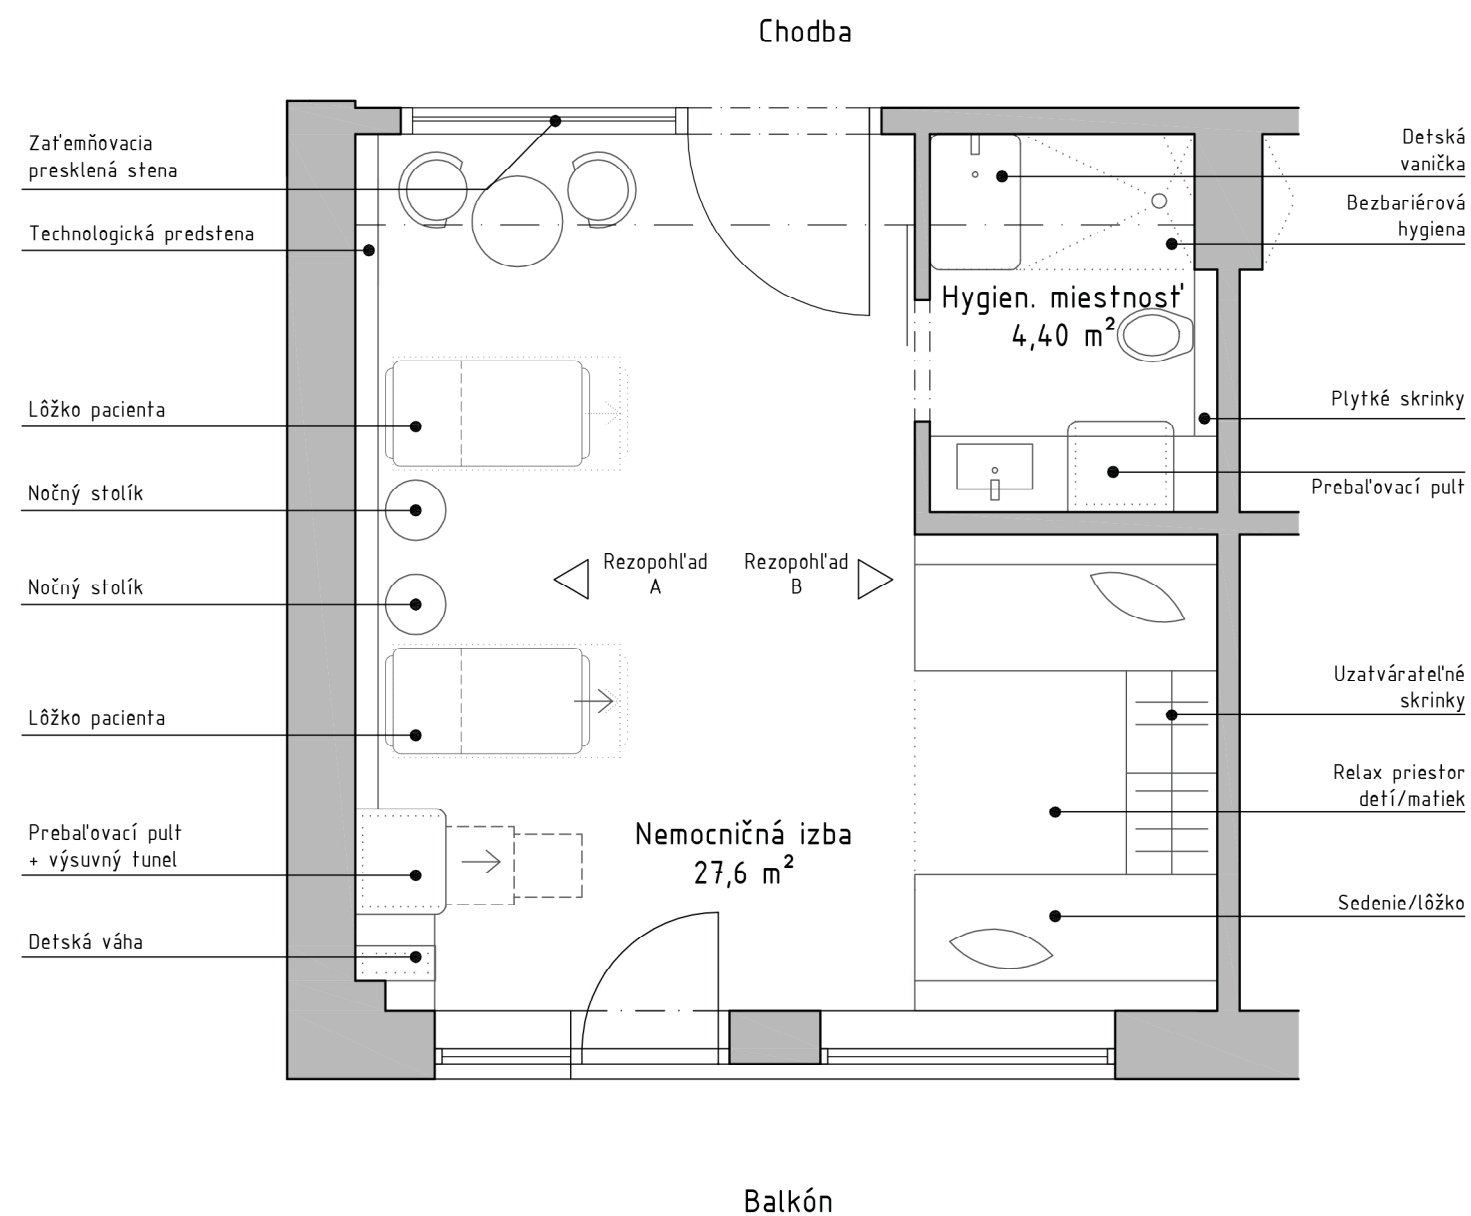 Chodba
Zaťemňovacia
presklená stena
Technologická predstena
Lôžko pacienta
Nočný stolík
Nočný stolík
Lôžko pacienta
Prebaľovací pult
+ výsuvný tunel
Detská váha
Hygien. miestnosť
4,40 m²
Rezopohľad
A
Rezopohľad
B
Nemocničná izba
27,6 m²
Detská
vanička
Bezbariérová
hygiena
Plytké skrinky
Prebaľovací pult
Uzatvárateľné
skrinky
Relax priestor
detí/matiek
Sedenie/lôžko
Balkón